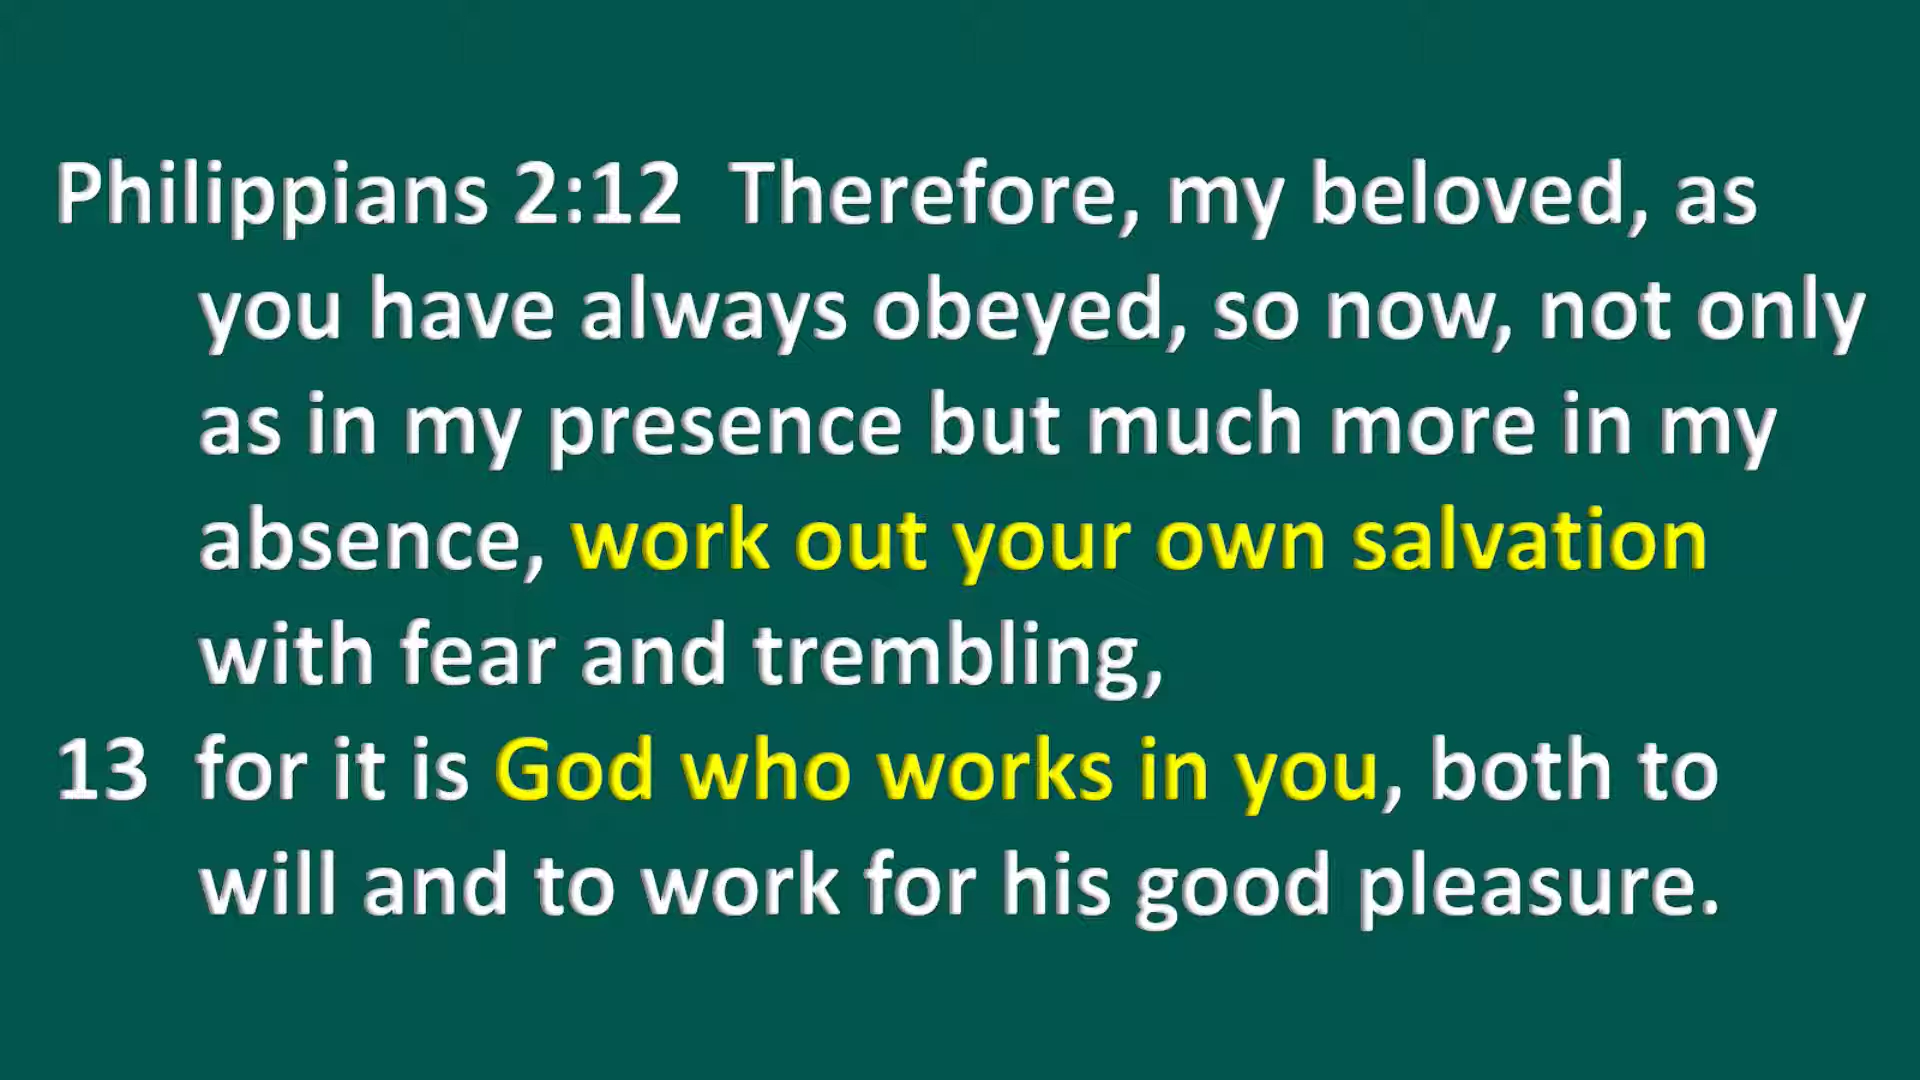 Philippians 2:12 Therefore, my beloved, as
you have always obeyed, so now, not only
as in my presence but much more in my
absence, work out your own salvation
with fear and trembling,
13 for it is God who works in you, both to
will and to work for his good pleasure.